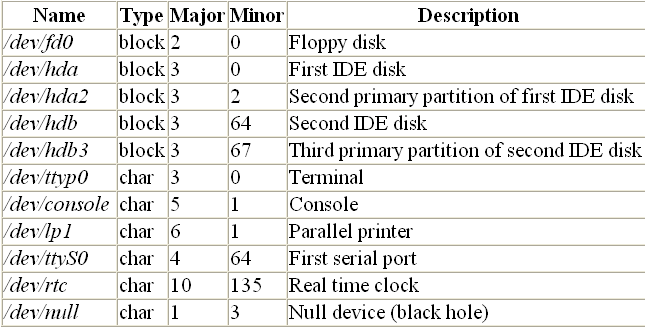 Name Type Major Minor Description
/dev/fd0 block 2 0 Floppy disk
/dev/hda block 3 0 First IDE disk
/dev/hda2 block 3 2 Second primary partition of first IDE disk
/dev/hdb block 3 64 Second IDE disk
/dev/hdb3 block 3 67 Third primary partition of second IDE disk
/dev/ttyp0 char 3 0 Terminal
/dev/console char 5 1 Console
/dev/lp1 char 6 1 Parallel printer
/dev/ttyS0 char 4 64 First serial port
/dev/rtc char 10 135 Real time clock
/dev/null char 1 3 Null device (black hole)